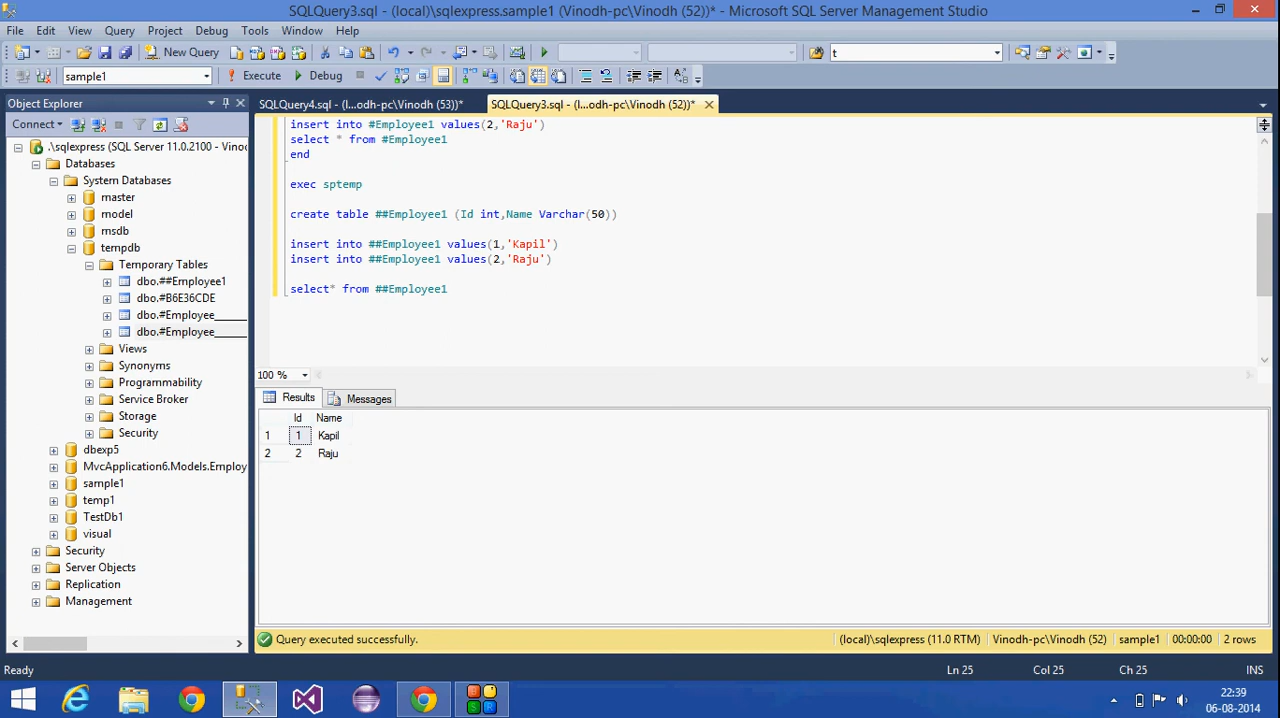 SQLQuery3.sql - (local)\sqlexpress.sample1 (Vinodh-pc\Vinodh (52))* - Microsoft SQL Server Management Studio
File Edit View Query Project Debug Tools Window Help
New Query t
sample1 Execute Debug
Object Explorer
SQLQuery4.sql - (l...odh-pc\Vinodh (53))*
SQLQuery3.sql - (l...odh-pc\Vinodh (52))*
Connect
.\sqlexpress (SQL Server 11.0.2100 - Vino
Databases
System Databases
master
model
msdb
tempdb
Temporary Tables
dbo.##Employee1
dbo.#B6E36CDE
dbo.#Employee______
dbo.#Employee______
Views
Synonyms
Programmability
Service Broker
Storage
Security
dbexp5
MvcApplication6.Models.Employ
sample1
temp1
TestDb1
visual
Security
Server Objects
Replication
Management
insert into #Employee1 values(2,'Raju')
select * from #Employee1
end
exec sptemp
create table ##Employee1 (Id int,Name Varchar(50))
insert into ##Employee1 values(1,'Kapil')
insert into ##Employee1 values(2,'Raju')
select* from ##Employee1
100 %
Results Messages
Id Name
1 1 Kapil
2 2 Raju
Query executed successfully. (local)\sqlexpress (11.0 RTM) Vinodh-pc\Vinodh (52) sample1 00:00:00 2 rows
Ready Ln 25 Col 25 Ch 25 INS
22:39
06-08-2014